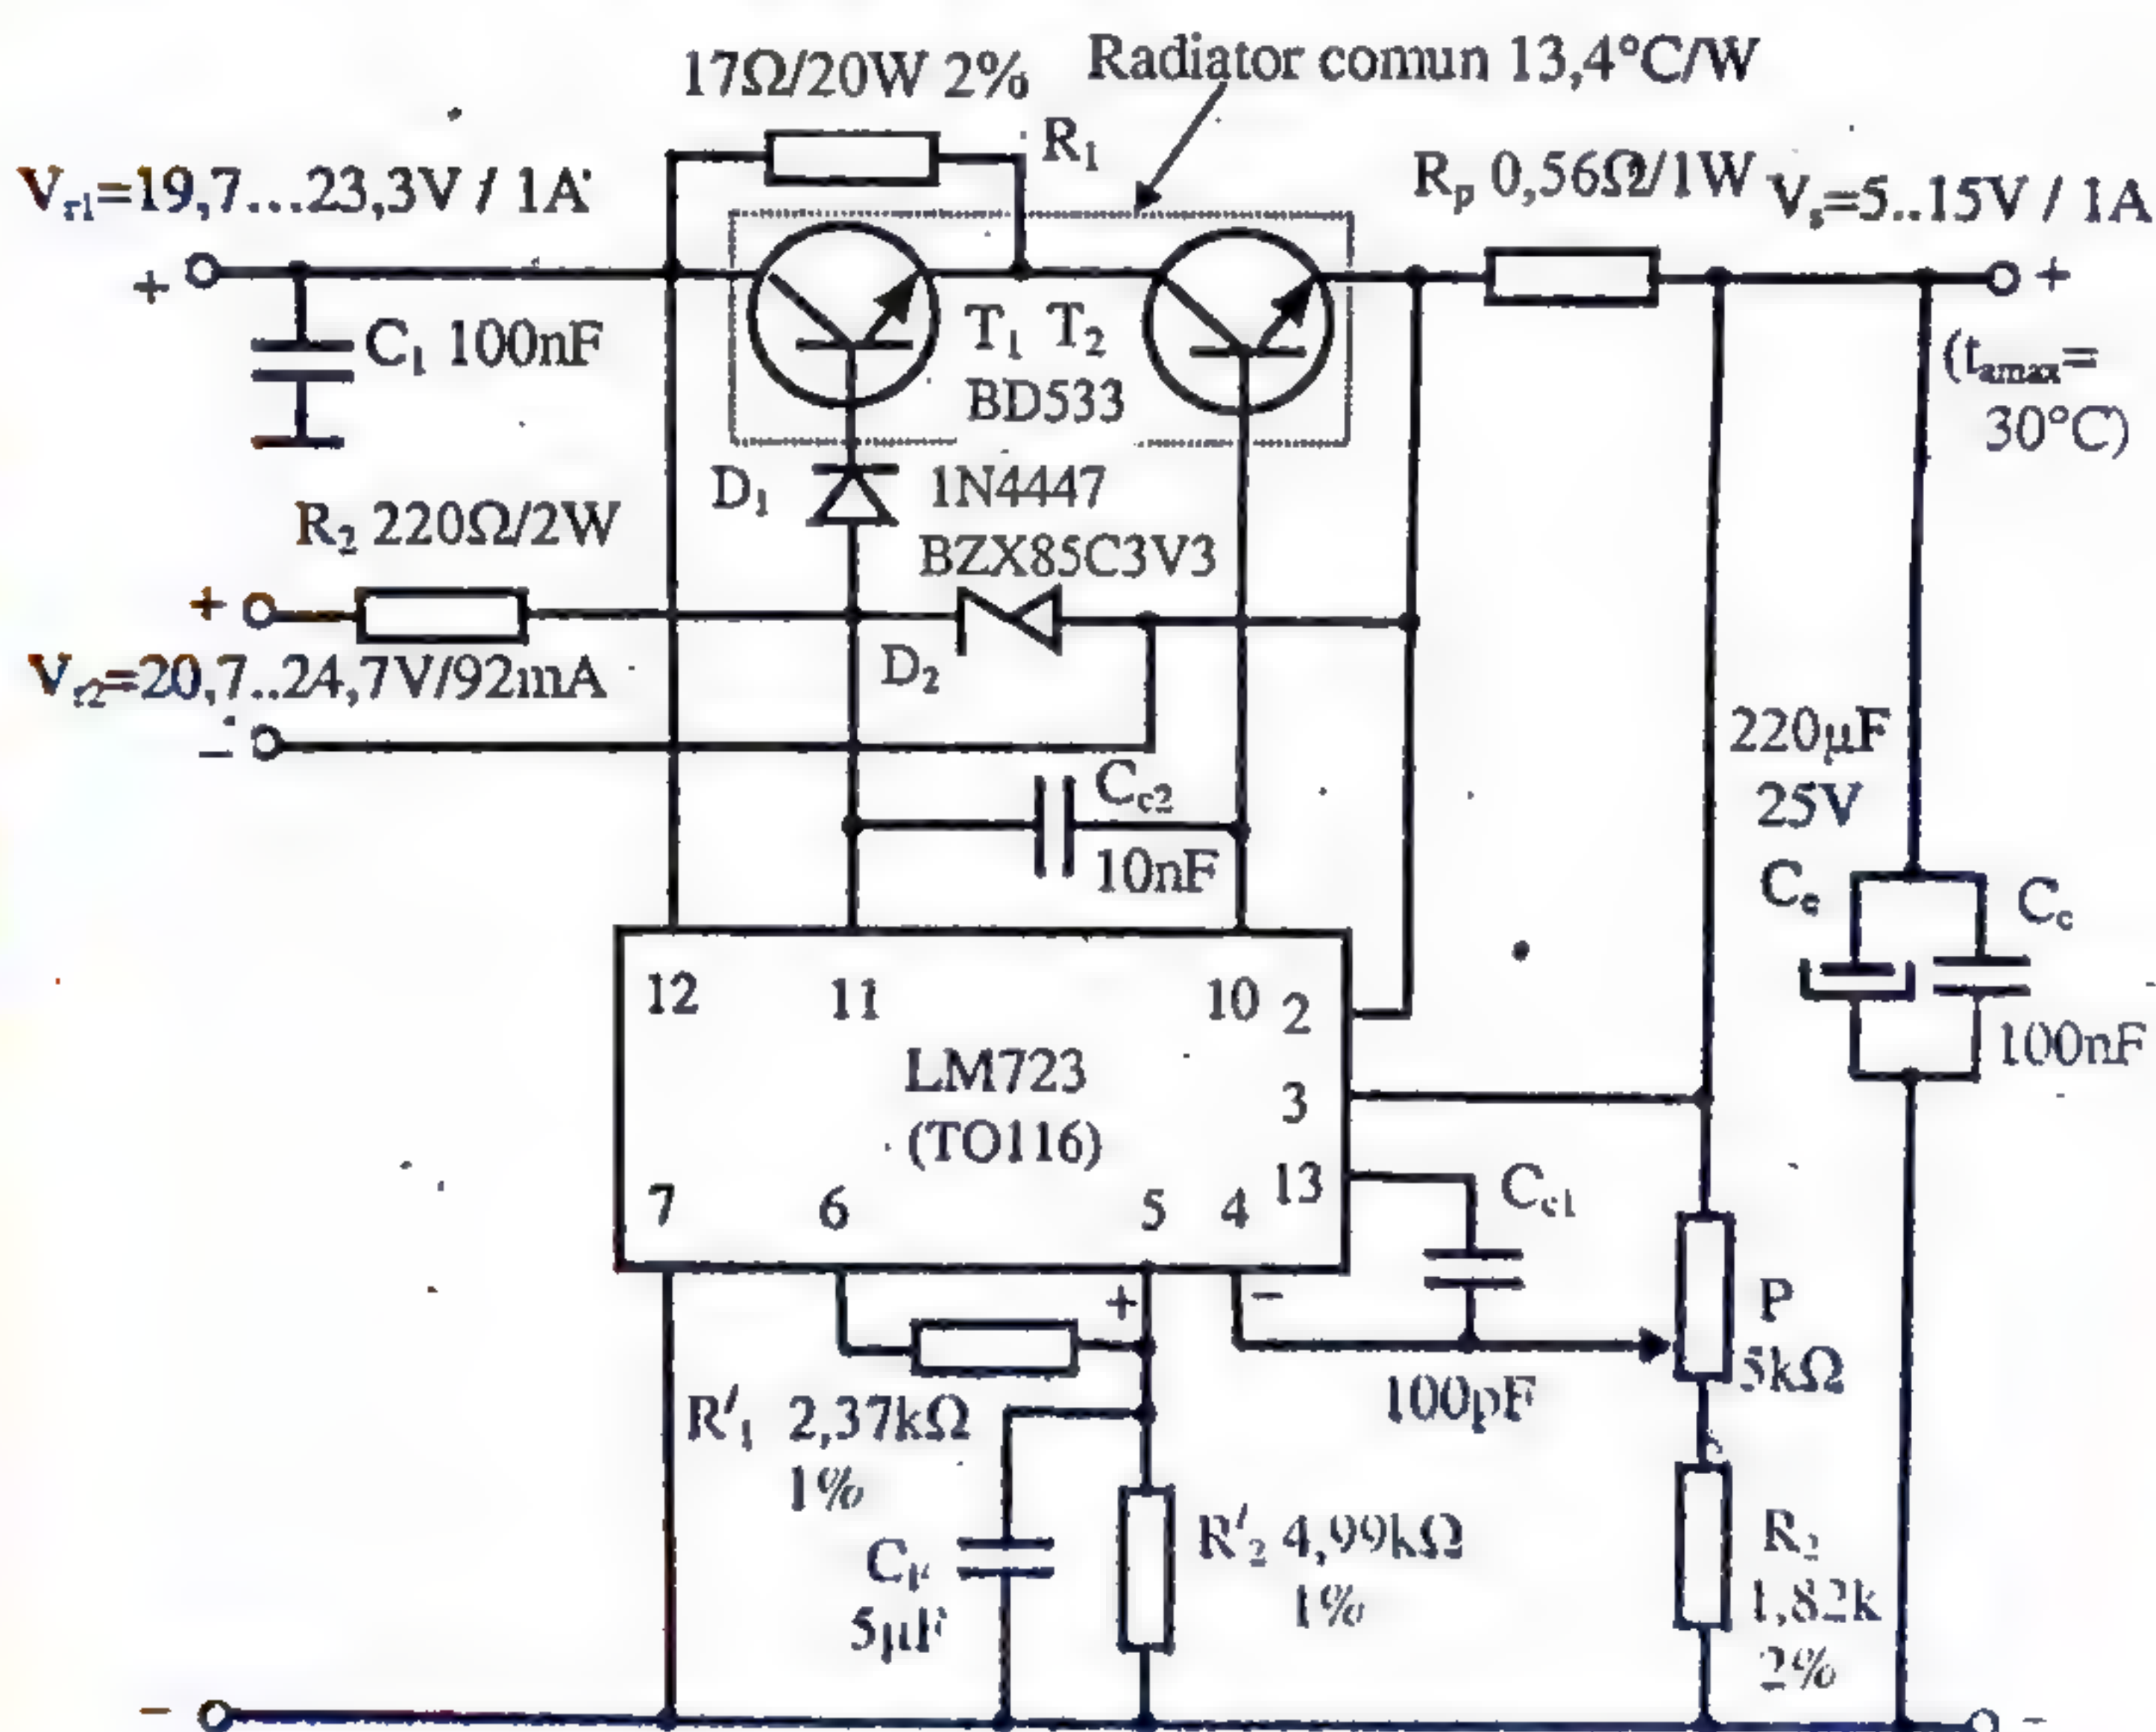 17Ω/20W 2%
Radiator comun 13,4°C/W
R₁
Vᵣ₁=19,7...23,3V / 1A
Rₚ 0,56Ω/1W
Vₛ=5..15V / 1A
+
+
C₁ 100nF
T₁ T₂
BD533
(tₐₘₐₓ=
30°C)
D₁
1N4447
R₂ 220Ω/2W
BZX85C3V3
+
D₂
Vᵣ₂=20,7..24,7V/92mA
−
220μF
25V
Cc2
10nF
Cₑ
Cc
100nF
12
11
10
2
LM723
(TO116)
3
13
7
6
5
4
Cc1
+
−
P
5kΩ
100pF
R'₁ 2,37kΩ
1%
R'₂ 4,99kΩ
1%
5μF
R₂
1,82k
2%
−
−